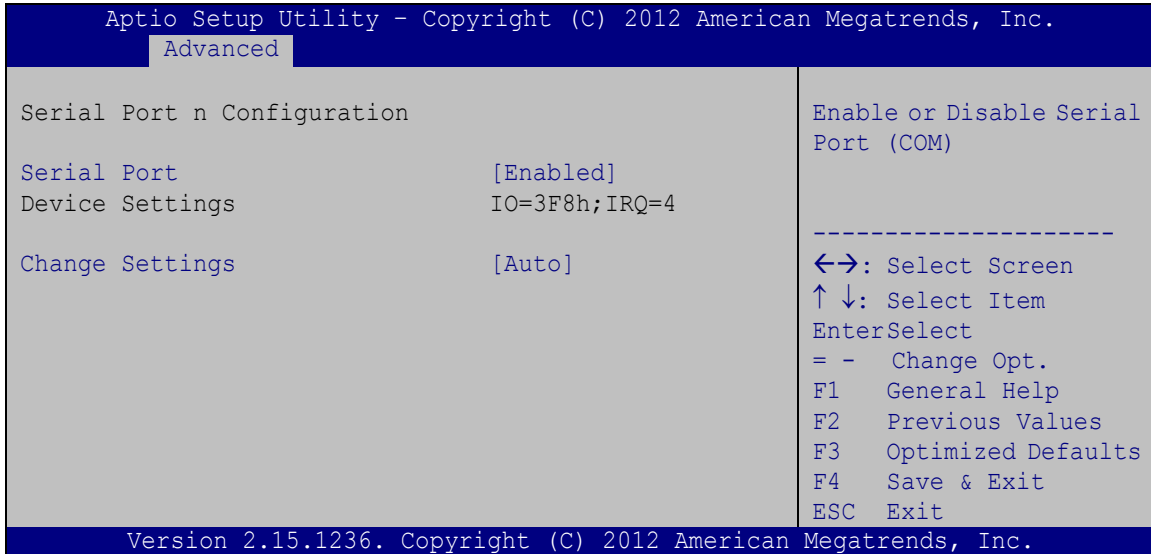 Aptio Setup Utility – Copyright (C) 2012 American Megatrends, Inc.
Advanced
Serial Port n Configuration
Serial Port [Enabled]
Device Settings IO=3F8h;IRQ=4
Change Settings [Auto]
Enable or Disable Serial
Port (COM)
---------------------
←→: Select Screen
↑ ↓: Select Item
EnterSelect
= - Change Opt.
F1 General Help
F2 Previous Values
F3 Optimized Defaults
F4 Save & Exit
ESC Exit
Version 2.15.1236. Copyright (C) 2012 American Megatrends, Inc.